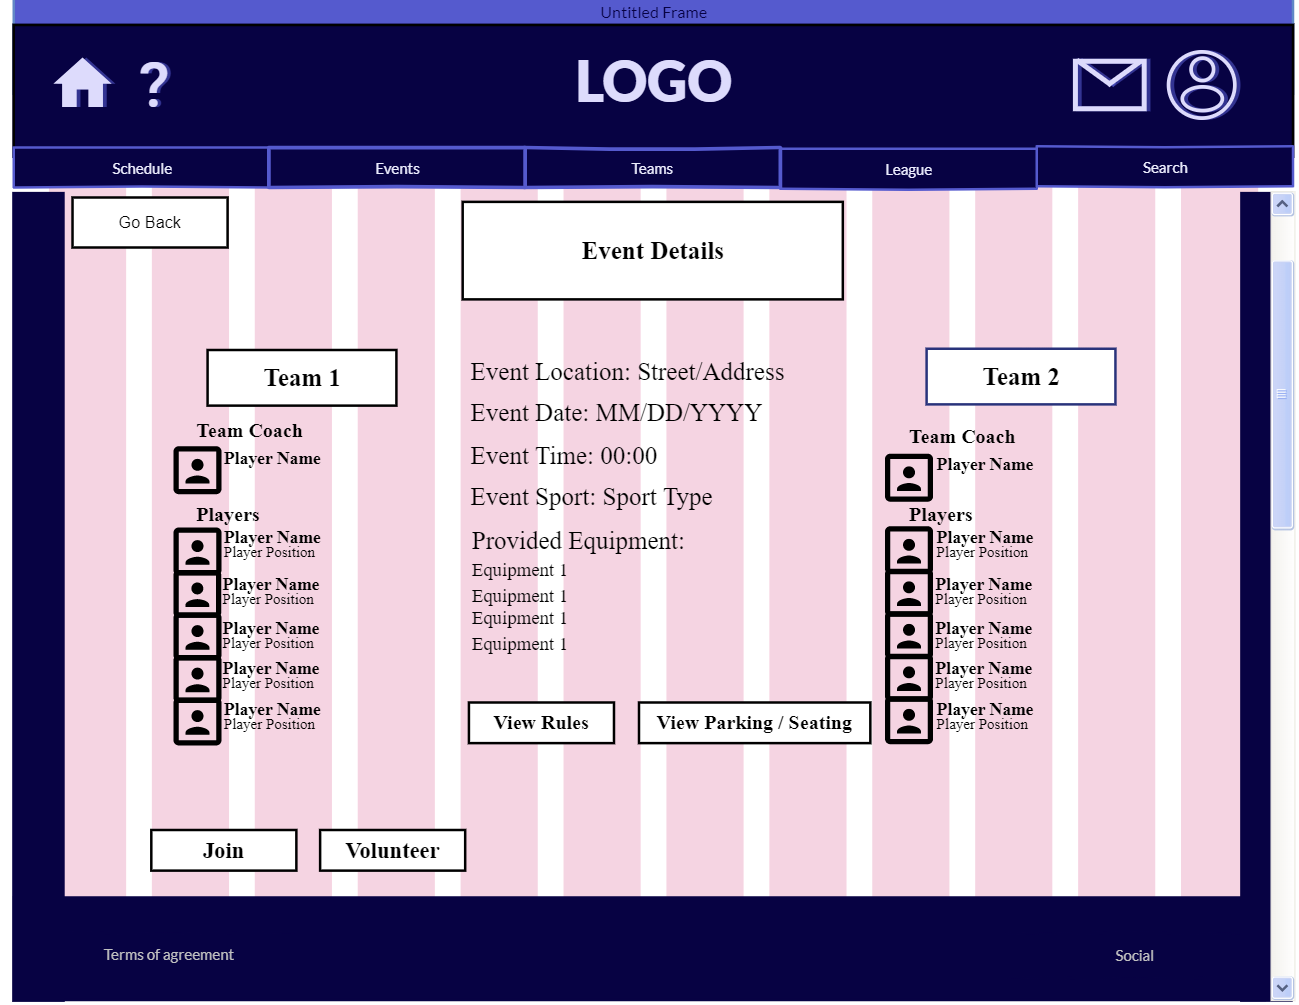 Untitled Frame
?
LOGO
Schedule
Events
Teams
League
Search
Go Back
Event Details
Team 1
Team Coach
Player Name
Players
Player Name
Player Position
Player Name
Player Position
Player Name
Player Position
Player Name
Player Position
Player Name
Player Position
Event Location: Street/Address
Event Date: MM/DD/YYYY
Event Time: 00:00
Event Sport: Sport Type
Provided Equipment:
Equipment 1
Equipment 1
Equipment 1
Equipment 1
View Rules
View Parking / Seating
Team 2
Team Coach
Player Name
Players
Player Name
Player Position
Player Name
Player Position
Player Name
Player Position
Player Name
Player Position
Player Name
Player Position
Join
Volunteer
Terms of agreement
Social